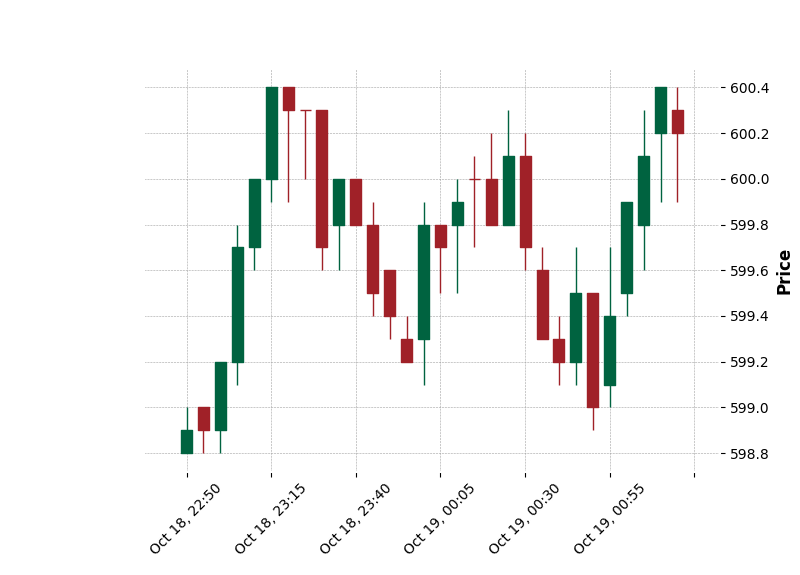 600.4
600.2
600.0
599.8
599.6
599.4
599.2
599.0
598.8
Price
Oct 18, 22:50
Oct 18, 23:15
Oct 18, 23:40
Oct 19, 00:05
Oct 19, 00:30
Oct 19, 00:55